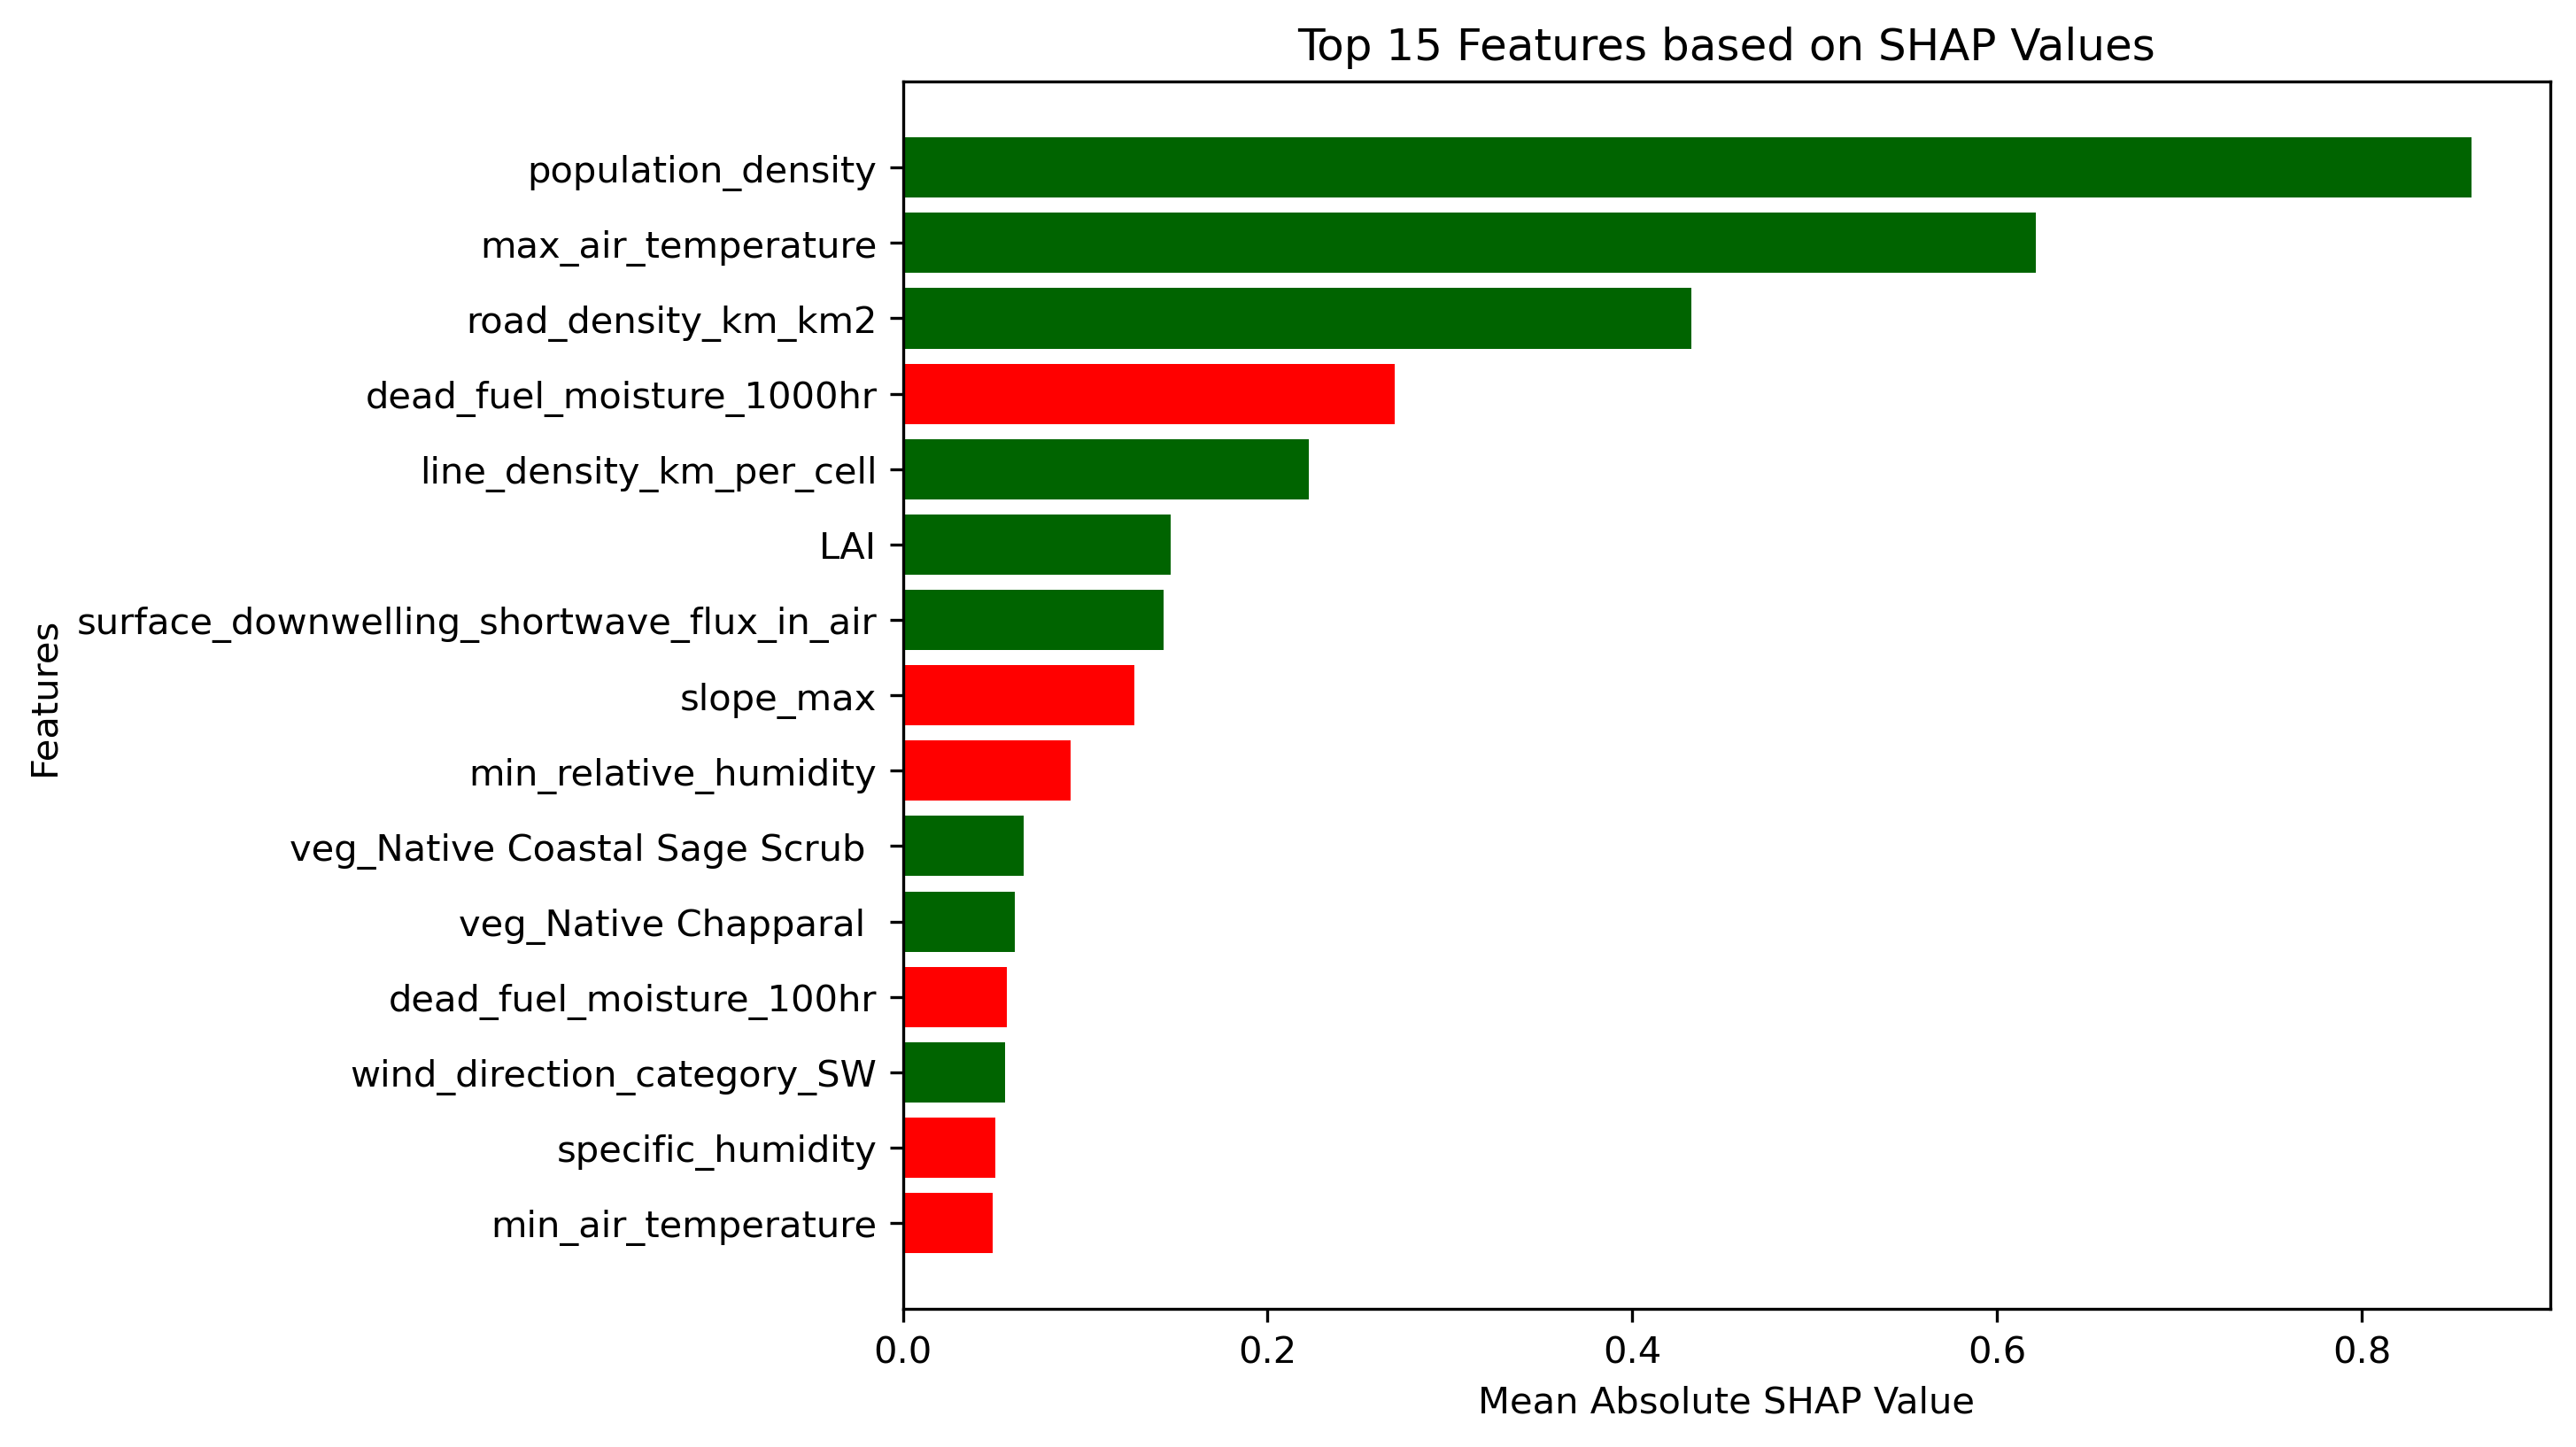 Top 15 Features based on SHAP Values
population_density
max_air_temperature
road_density_km_km2
dead_fuel_moisture_1000hr
line_density_km_per_cell
LAI
surface_downwelling_shortwave_flux_in_air
slope_max
min_relative_humidity
veg_Native Coastal Sage Scrub
veg_Native Chapparal
dead_fuel_moisture_100hr
wind_direction_category_SW
specific_humidity
min_air_temperature
Features
0.0 0.2 0.4 0.6 0.8
Mean Absolute SHAP Value